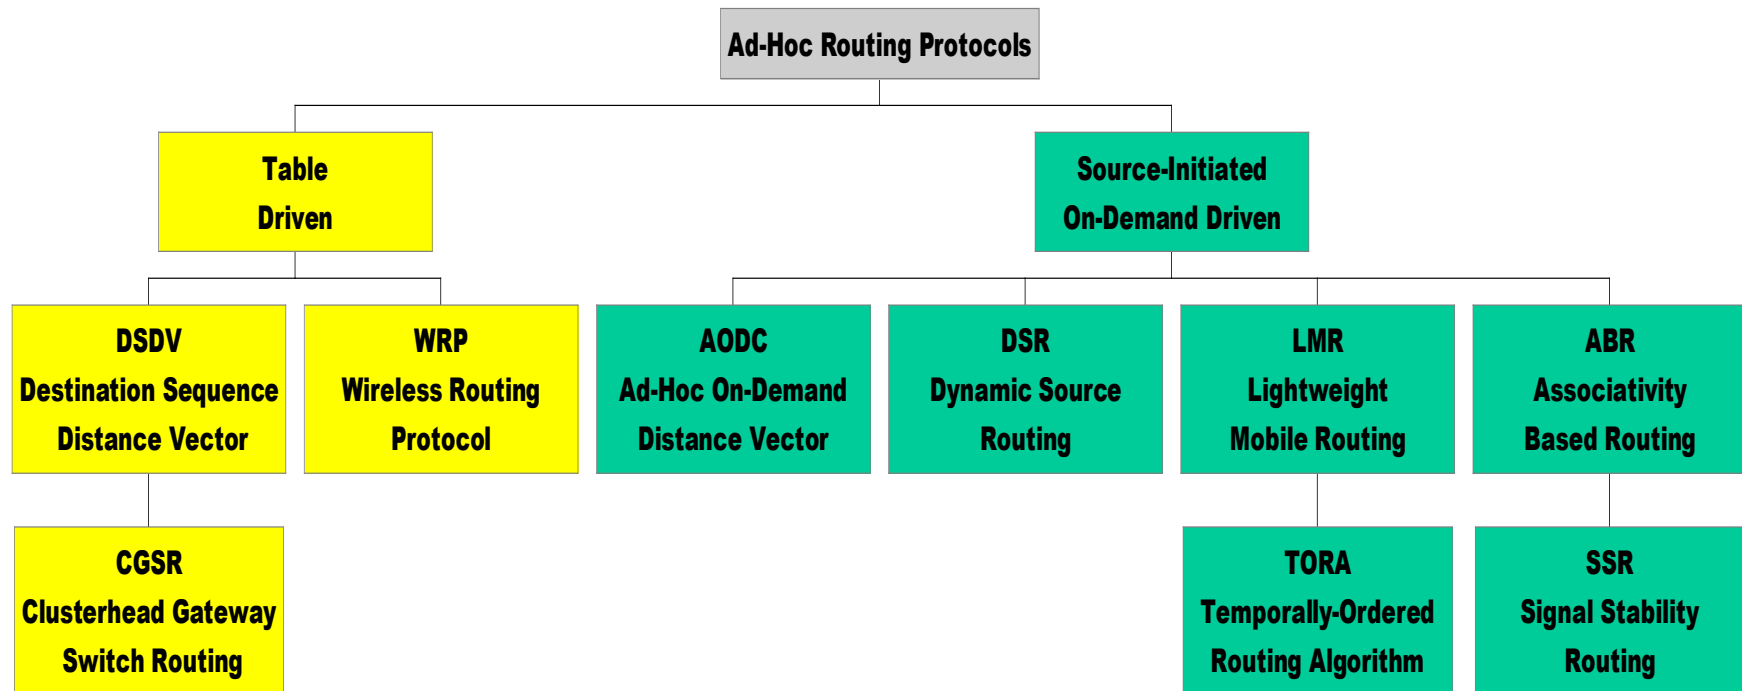 Ad-Hoc Routing Protocols
Table
Driven
Source-Initiated
On-Demand Driven
DSDV
Destination Sequence
Distance Vector
WRP
Wireless Routing
Protocol
AODC
Ad-Hoc On-Demand
Distance Vector
DSR
Dynamic Source
Routing
LMR
Lightweight
Mobile Routing
ABR
Associativity
Based Routing
CGSR
Clusterhead Gateway
Switch Routing
TORA
Temporally-Ordered
Routing Algorithm
SSR
Signal Stability
Routing